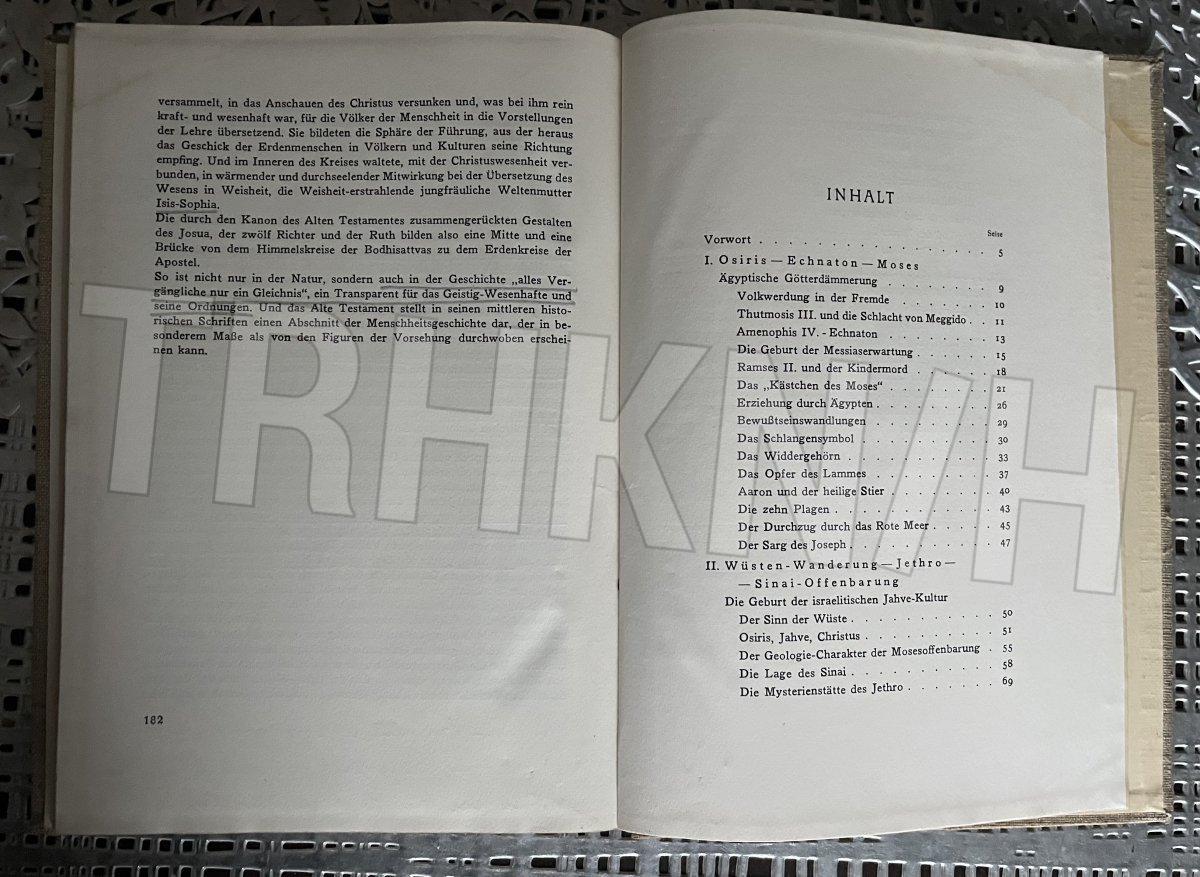 versammelt, in das Anschauen des Christus versunken und, was bei ihm rein
kraft- und wesenhaft war, für die Völker der Menschheit in die Vorstellungen
der Lehre übersetzend. Sie bildeten die Sphäre der Führung, aus der heraus
das Geschick der Erdenmenschen in Völkern und Kulturen seine Richtung
empfing. Und im Inneren des Kreises waltete, mit der Christuswesenheit ver-
bunden, in wärmender und durchseelender Mitwirkung bei der Übersetzung des
Wesens in Weisheit, die Weisheit-erstrahlende jungfräuliche Weltenmutter
Isis-Sophia.
Die durch den Kanon des Alten Testamentes zusammengerückten Gestalten
des Josua, der zwölf Richter und der Ruth bilden also eine Mitte und eine
Brücke von dem Himmelskreise der Bodhisattvas zu dem Erdenkreise der
Apostel.
So ist nicht nur in der Natur, sondern auch in der Geschichte „alles Ver-
gängliche nur ein Gleichnis“, ein Transparent für das Geistig-Wesenhafte und
seine Ordnungen. Und das Alte Testament stellt in seinen mittleren histo-
rischen Schriften einen Abschnitt der Menschheitsgeschichte dar, der in be-
sonderem Maße als von den Figuren der Vorsehung durchwoben erschei-
nen kann.
182
INHALT
Seite
Vorwort . . . . . . . . . . . . . . . . 5
I. Osiris — Echnaton — Moses
Ägyptische Götterdämmerung . . . . . . . . . 9
Volkwerdung in der Fremde . . . . . . . . 10
Thutmosis III. und die Schlacht von Meggido . . 11
Amenophis IV. - Echnaton . . . . . . . . 13
Die Geburt der Messiaserwartung . . . . . . 15
Ramses II. und der Kindermord . . . . . . 18
Das „Kästchen des Moses“ . . . . . . . . 21
Erziehung durch Ägypten . . . . . . . . . 26
Bewußtseinswandlungen . . . . . . . . . 29
Das Schlangensymbol . . . . . . . . . . 30
Das Widdergehörn . . . . . . . . . . . 33
Das Opfer des Lammes . . . . . . . . . 37
Aaron und der heilige Stier . . . . . . . . 40
Die zehn Plagen . . . . . . . . . . . . 43
Der Durchzug durch das Rote Meer . . . . . 45
Der Sarg des Joseph . . . . . . . . . . . 47
II. Wüsten-Wanderung — Jethro —
— Sinai-Offenbarung
Die Geburt der israelitischen Jahve-Kultur
Der Sinn der Wüste . . . . . . . . . . . 50
Osiris, Jahve, Christus . . . . . . . . . . 51
Der Geologie-Charakter der Mosesoffenbarung . 55
Die Lage des Sinai . . . . . . . . . . . 58
Die Mysterienstätte des Jethro . . . . . . . 69
TRHKN/H